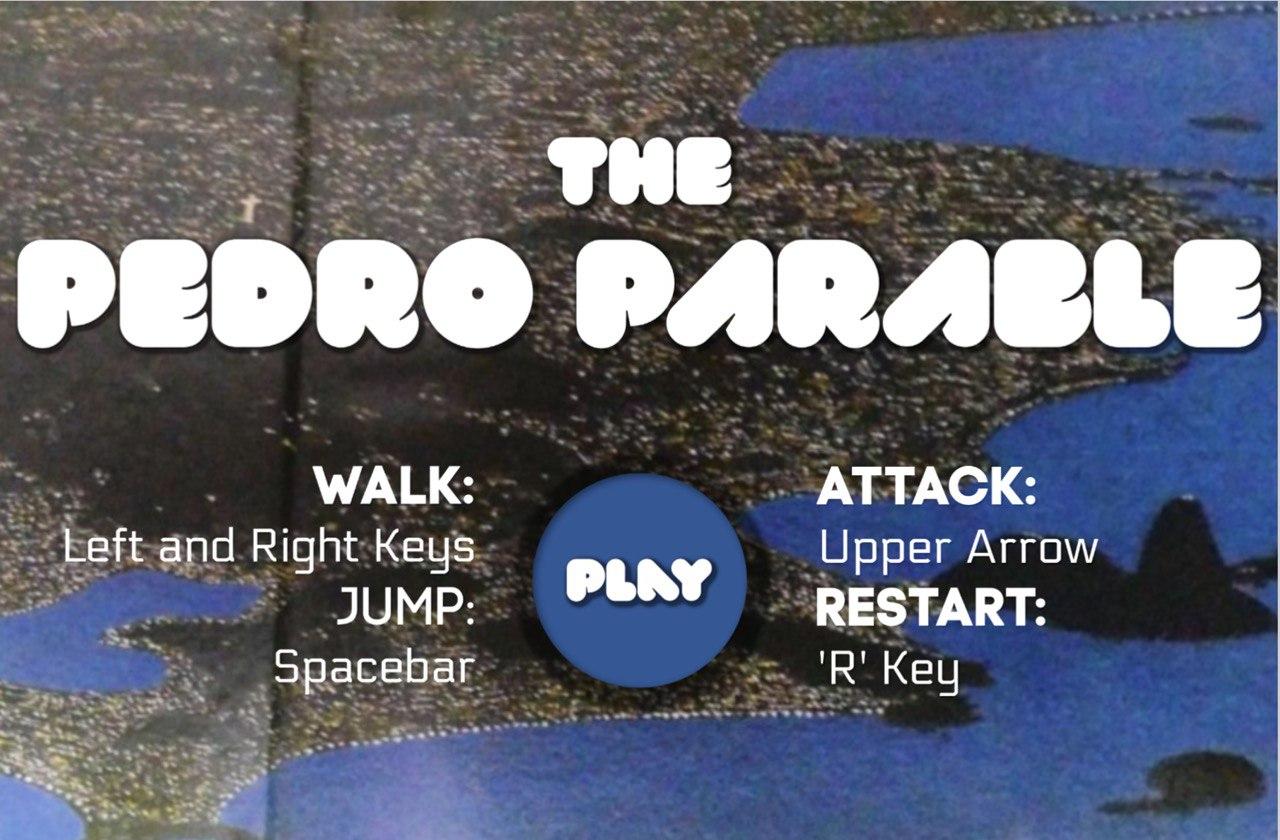 THE
PEDRO PARABLE
WALK:
Left and Right Keys
JUMP:
Spacebar
PLAY
ATTACK:
Upper Arrow
RESTART:
'R' Key